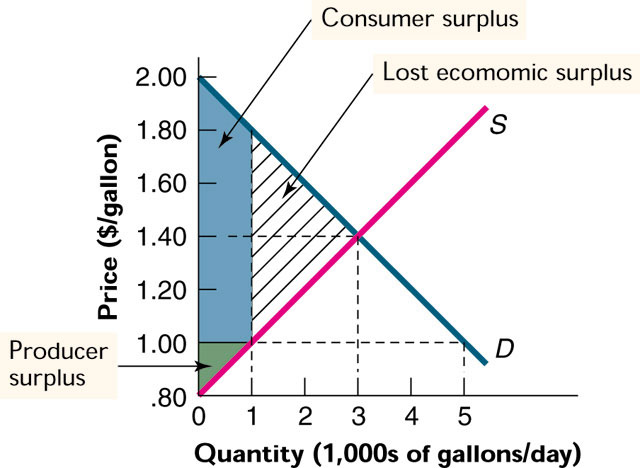 Consumer surplus
Lost ecomomic surplus
Price ($/gallon)
2.00
1.80
1.60
1.40
1.20
1.00
.80
S
D
Producer
surplus
0 1 2 3 4 5
Quantity (1,000s of gallons/day)